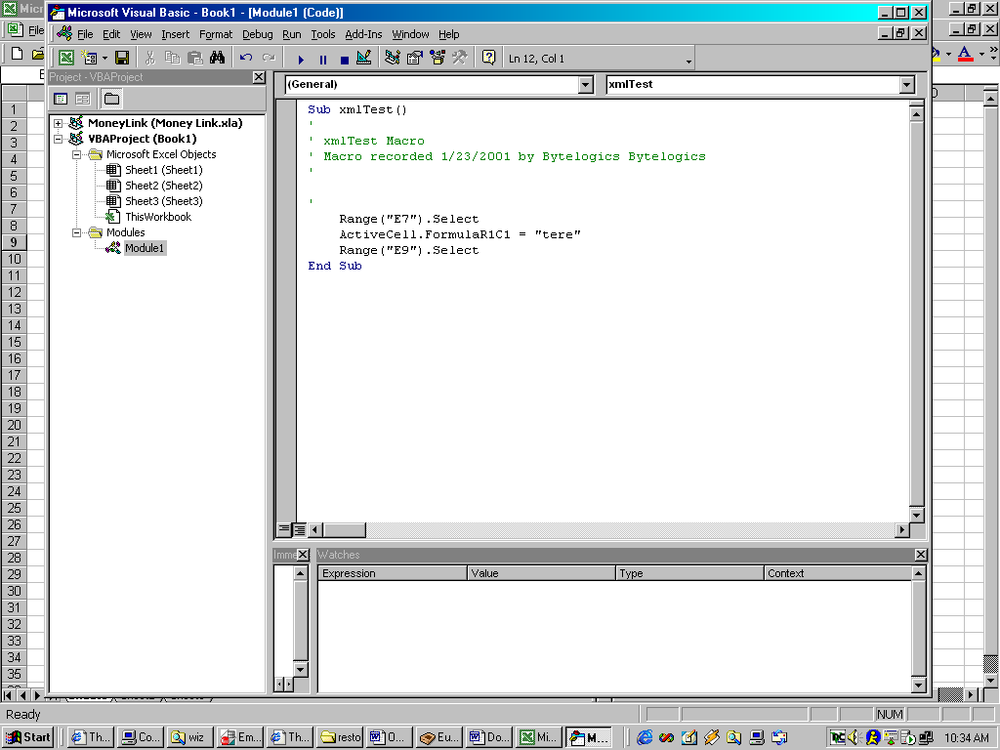 Micr
Microsoft Visual Basic - Book1 - [Module1 (Code)]
File
File Edit View Insert Format Debug Run Tools Add-Ins Window Help
Ln 12, Col 1
Project - VBAProject
(General)
xmlTest
MoneyLink (Money Link.xla)
VBAProject (Book1)
Microsoft Excel Objects
Sheet1 (Sheet1)
Sheet2 (Sheet2)
Sheet3 (Sheet3)
ThisWorkbook
Modules
Module1
Sub xmlTest()
'
' xmlTest Macro
' Macro recorded 1/23/2001 by Bytelogics Bytelogics
'
'
Range("E7").Select
ActiveCell.FormulaR1C1 = "tere"
Range("E9").Select
End Sub
1
2
3
4
5
6
7
8
9
10
11
12
13
14
15
16
17
18
19
20
21
22
23
24
25
26
27
28
29
30
31
32
33
34
35
Imme
Watches
Expression Value Type Context
Ready
NUM
Start
Th...
Co...
wiz
Em...
Th...
resto
O...
Eu...
Do...
Mi...
M...
10:34 AM